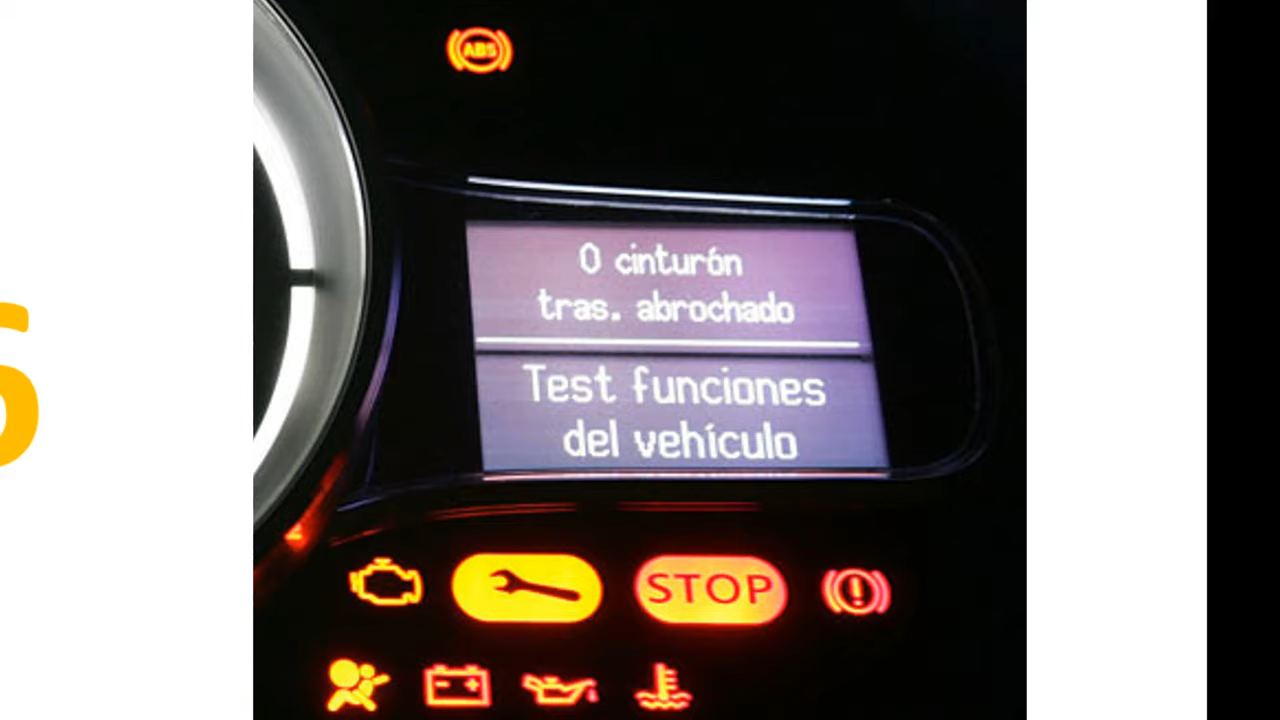 ABS
0 cinturón
tras. abrochado
Test funciones
del vehículo
STOP